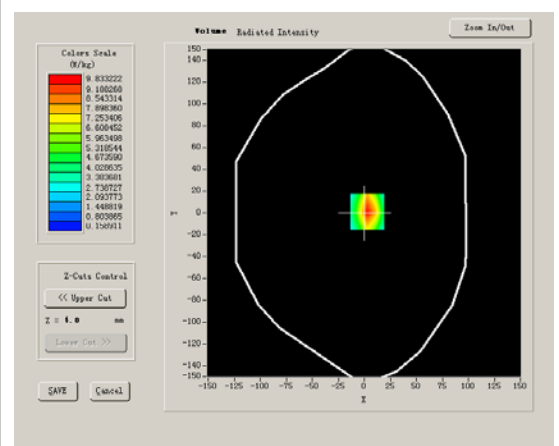 Volume Radiated Intensity
Zoom In/Out
Colors Scale
(W/kg)
9.833222
9.188268
8.543314
7.898360
7.253406
6.608452
5.963498
5.318544
4.673590
4.028635
3.383681
2.738727
2.093773
1.448819
0.803865
0.158911
150
140
120
100
80
60
40
20
0
-20
-40
-60
-80
-100
-120
-140
-150
Y
-150 -125 -100 -75 -50 -25 0 25 50 75 100 125 150
X
Z-Cuts Control
<< Upper Cut
Z = 4.0 mm
Lower Cut >>
SAVE
Cancel